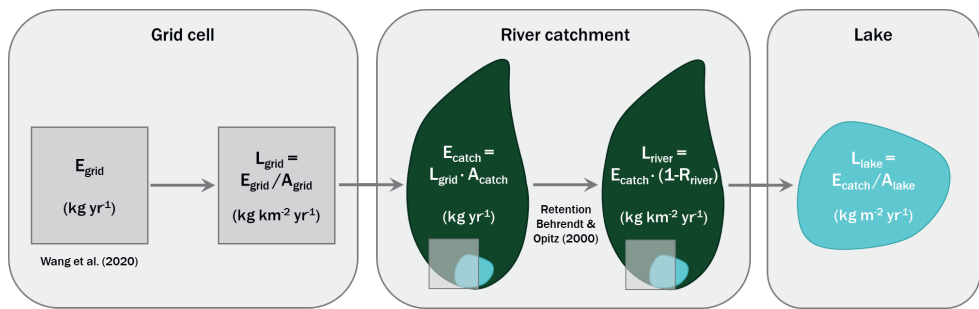 Grid cell
E_grid
(kg yr⁻¹)
Wang et al. (2020)
L_grid =
E_grid/A_grid
(kg km⁻² yr⁻¹)
River catchment
E_catch =
L_grid · A_catch
(kg yr⁻¹)
Retention
Behrendt &
Opitz (2000)
L_river =
E_catch · (1-R_river)
(kg km⁻² yr⁻¹)
Lake
L_lake =
E_catch/A_lake
(kg m⁻² yr⁻¹)